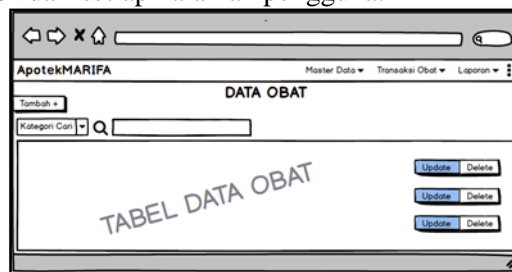 ApotekMARIFA Master Data Transaksi Obat Laporan
DATA OBAT
Tambah +
Kategori Cari
TABEL DATA OBAT
Update Delete
Update Delete
Update Delete